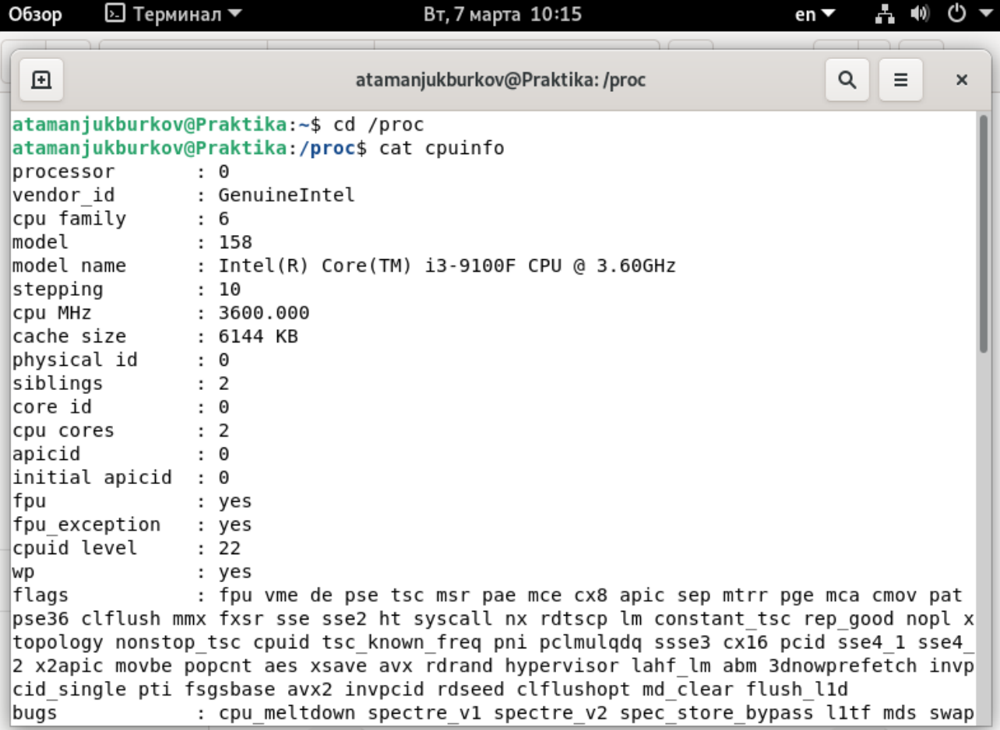 Обзор Терминал Вт, 7 марта 10:15 en
atamanjukburkov@Praktika: /proc
atamanjukburkov@Praktika:~$ cd /proc
atamanjukburkov@Praktika:/proc$ cat cpuinfo
processor : 0
vendor_id : GenuineIntel
cpu family : 6
model : 158
model name : Intel(R) Core(TM) i3-9100F CPU @ 3.60GHz
stepping : 10
cpu MHz : 3600.000
cache size : 6144 KB
physical id : 0
siblings : 2
core id : 0
cpu cores : 2
apicid : 0
initial apicid : 0
fpu : yes
fpu_exception : yes
cpuid level : 22
wp : yes
flags : fpu vme de pse tsc msr pae mce cx8 apic sep mtrr pge mca cmov pat
pse36 clflush mmx fxsr sse sse2 ht syscall nx rdtscp lm constant_tsc rep_good nopl x
topology nonstop_tsc cpuid tsc_known_freq pni pclmulqdq ssse3 cx16 pcid sse4_1 sse4_
2 x2apic movbe popcnt aes xsave avx rdrand hypervisor lahf_lm abm 3dnowprefetch invp
cid_single pti fsgsbase avx2 invpcid rdseed clflushopt md_clear flush_l1d
bugs : cpu_meltdown spectre_v1 spectre_v2 spec_store_bypass l1tf mds swap